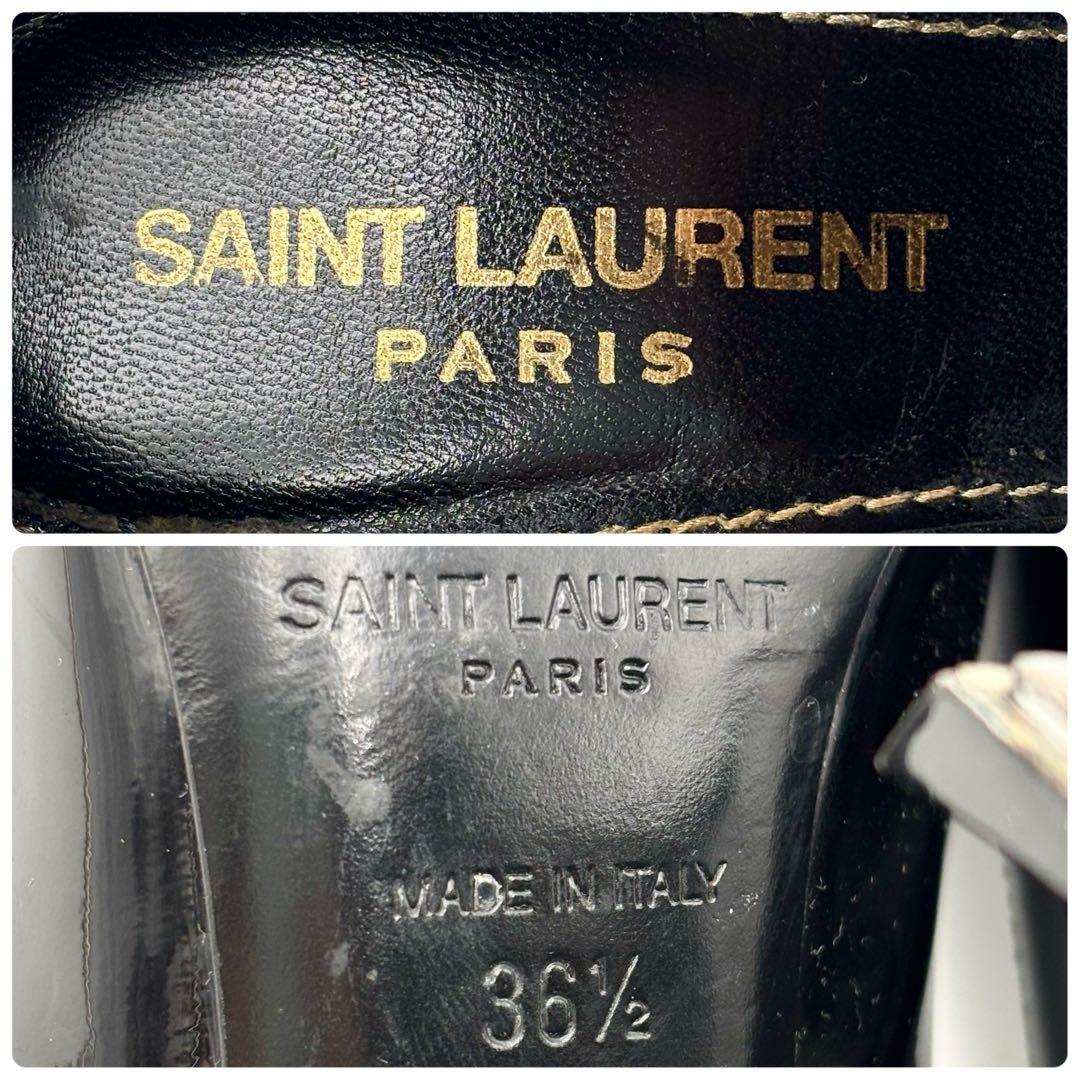 SAINT LAURENT
PARIS
SAINT LAURENT
PARIS
MADE IN ITALY
36½